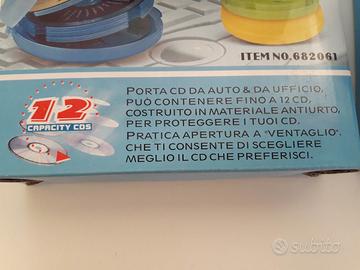 ITEM NO.682061
12
CAPACITY CDS
PORTA CD DA AUTO & DA UFFICIO,
PUÒ CONTENERE FINO A 12 CD,
COSTRUITO IN MATERIALE ANTIURTO,
PER PROTEGGERE I TUOI CD.
PRATICA APERTURA A "VENTAGLIO",
CHE TI CONSENTE DI SCEGLIERE
MEGLIO IL CD CHE PREFERISCI.
subito